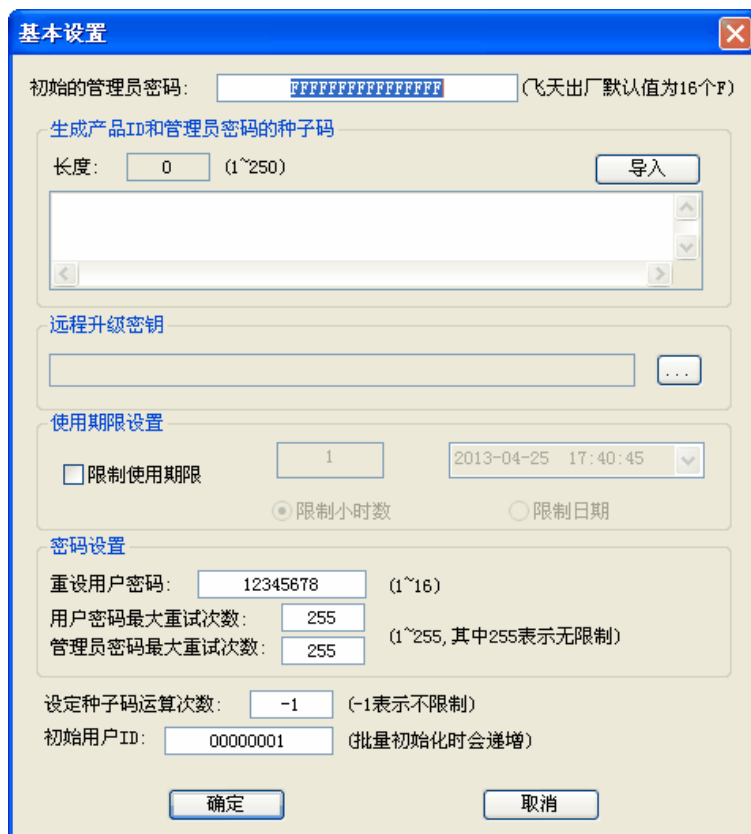 基本设置
初始的管理员密码: FFFFFFFFFFFFFFFF (飞天出厂默认值为16个F)
生成产品ID和管理员密码的种子码
长度: 0 (1~250) 导入
远程升级密钥
...
使用期限设置
限制使用期限 1 2013-04-25 17:40:45
限制小时数 限制日期
密码设置
重设用户密码: 12345678 (1~16)
用户密码最大重试次数: 255
(1~255,其中255表示无限制)
管理员密码最大重试次数: 255
设定种子码运算次数: -1 (-1表示不限制)
初始用户ID: 00000001 (批量初始化时会递增)
确定 取消